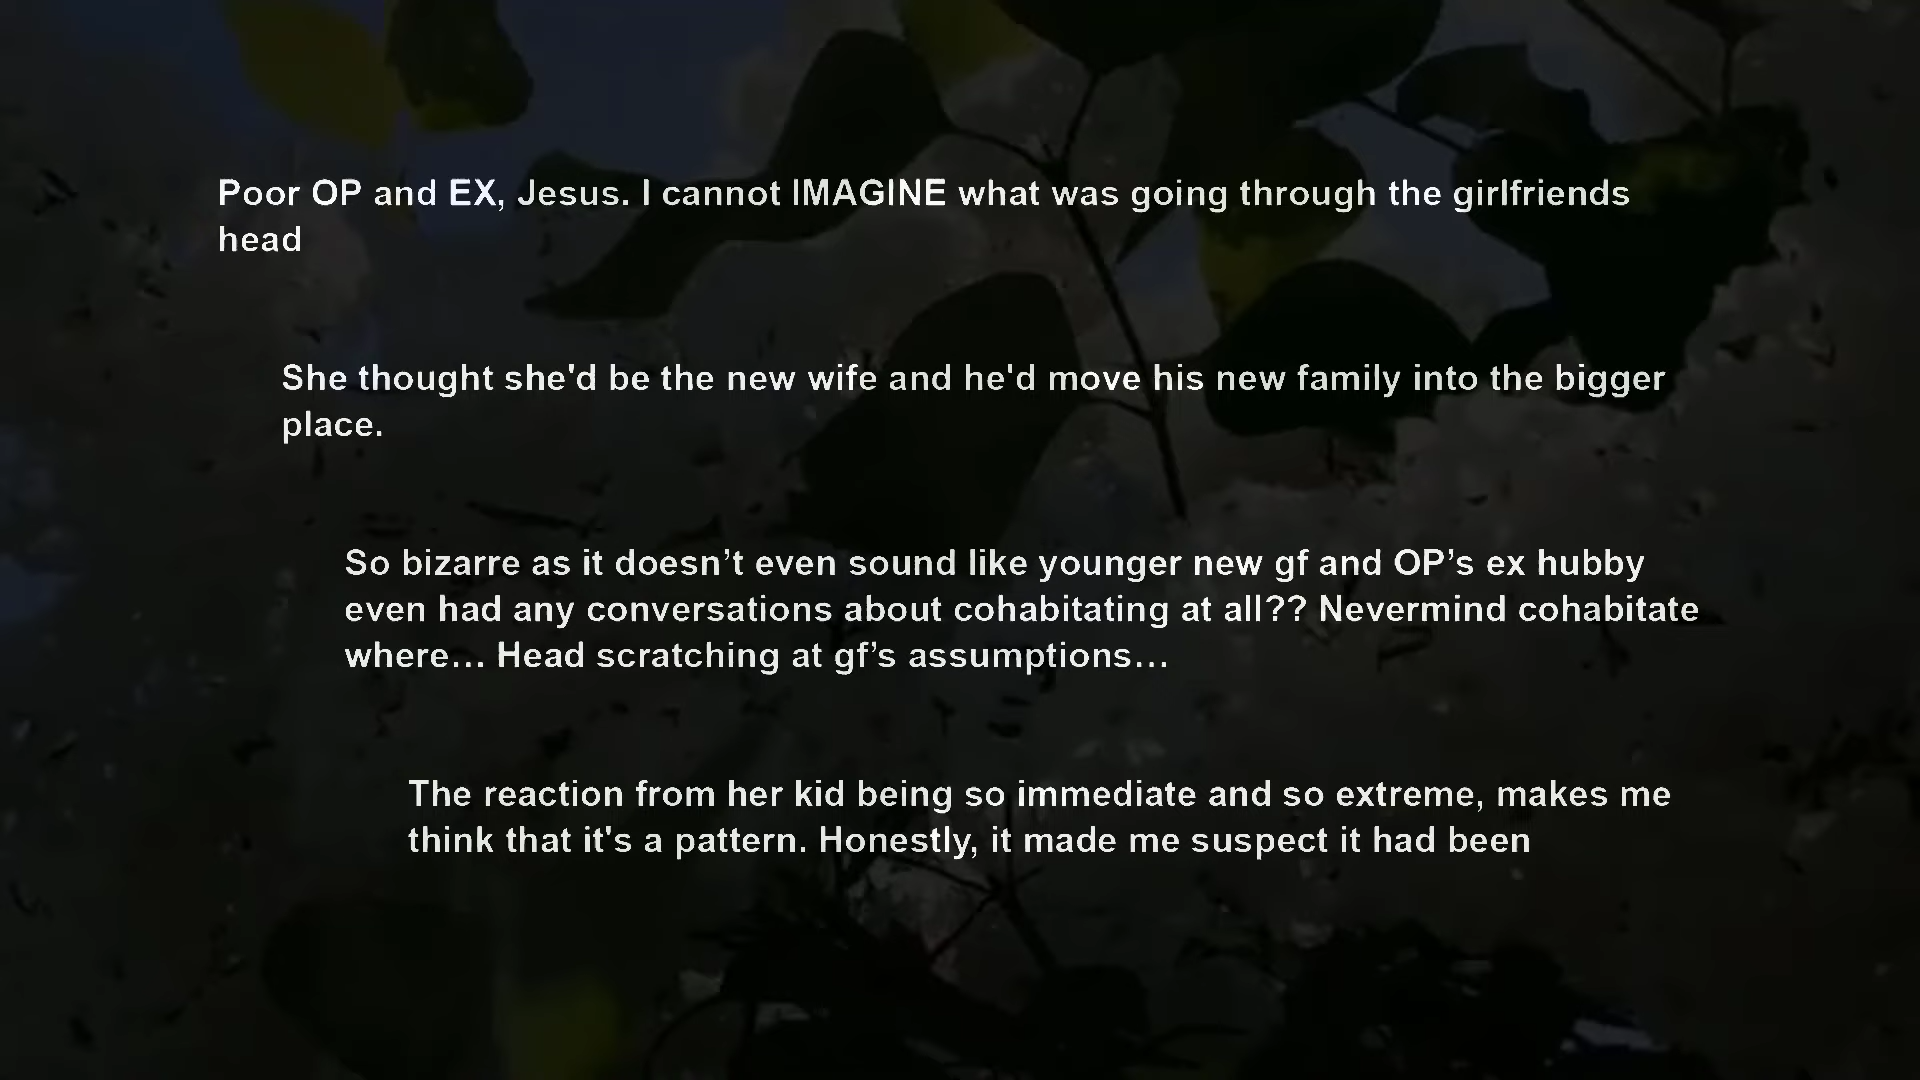 Poor OP and EX, Jesus. I cannot IMAGINE what was going through the girlfriends
head
She thought she'd be the new wife and he'd move his new family into the bigger
place.
So bizarre as it doesn’t even sound like younger new gf and OP’s ex hubby
even had any conversations about cohabitating at all?? Nevermind cohabitate
where… Head scratching at gf’s assumptions…
The reaction from her kid being so immediate and so extreme, makes me
think that it's a pattern. Honestly, it made me suspect it had been